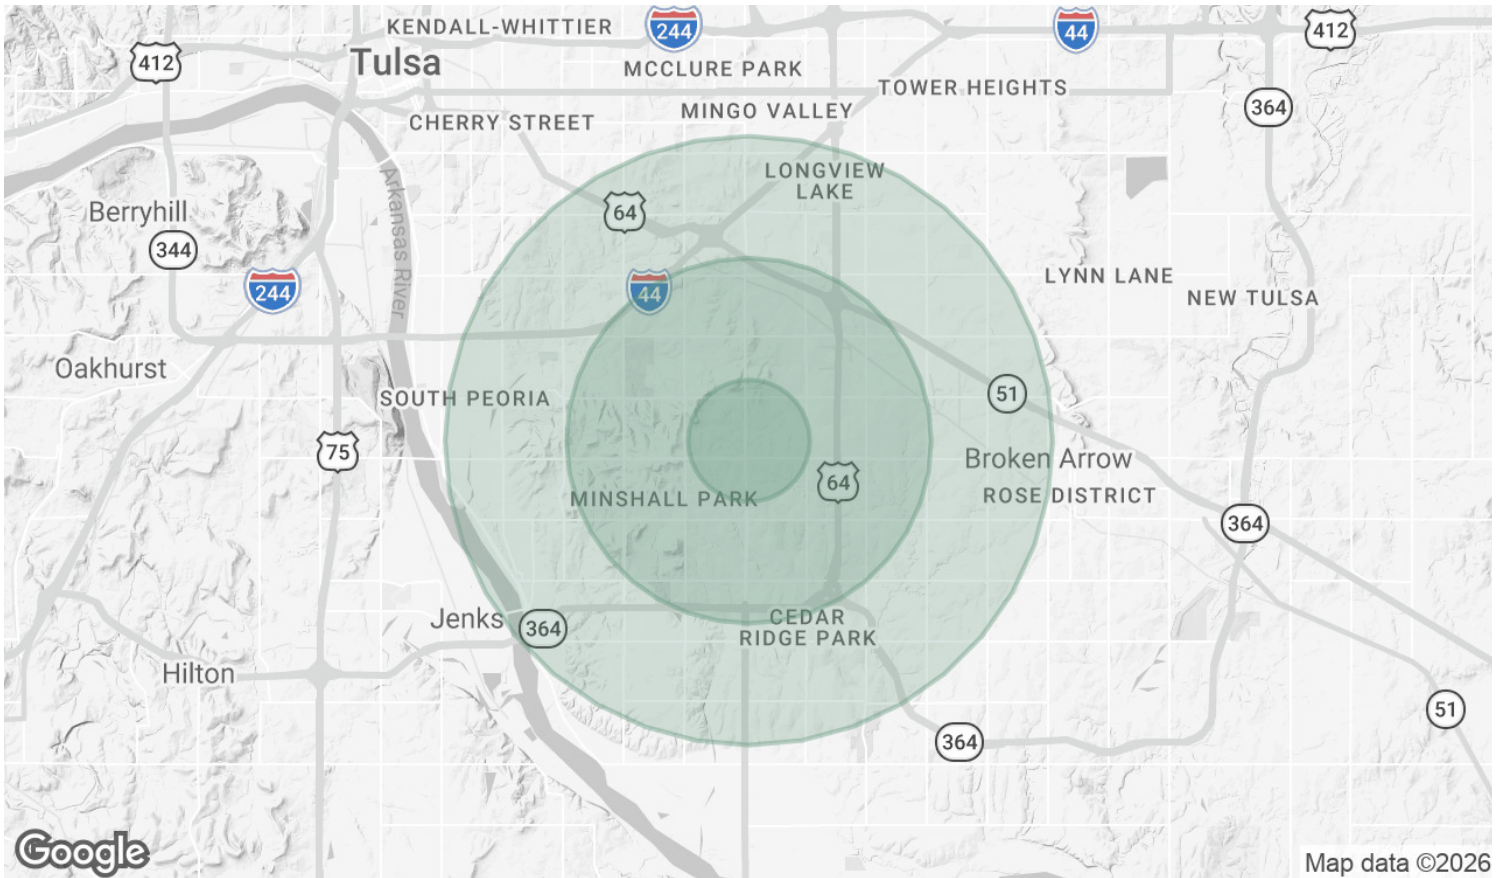 KENDALL-WHITTIER
244
44
412
412
Tulsa
MCCLURE PARK
TOWER HEIGHTS
364
CHERRY STREET
MINGO VALLEY
LONGVIEW
LAKE
Arkansas River
Berryhill
64
344
LYNN LANE
NEW TULSA
244
44
Oakhurst
SOUTH PEORIA
51
75
Broken Arrow
64
MINSHALL PARK
ROSE DISTRICT
364
Jenks
364
CEDAR
RIDGE PARK
Hilton
51
364
Google
Map data ©2026